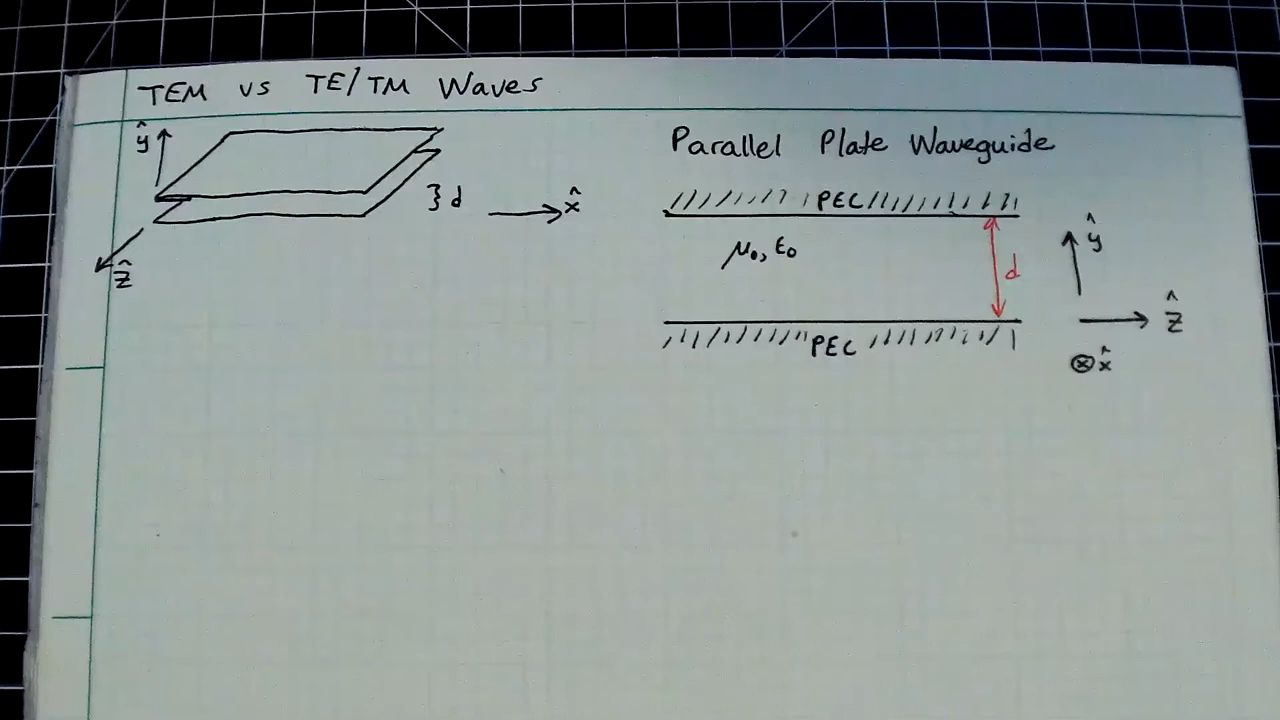 TEM vs TE/TM Waves
ŷ
d
x̂
ẑ
Parallel Plate Waveguide
PEC
μ₀, ε₀
d
PEC
ŷ
ẑ
x̂